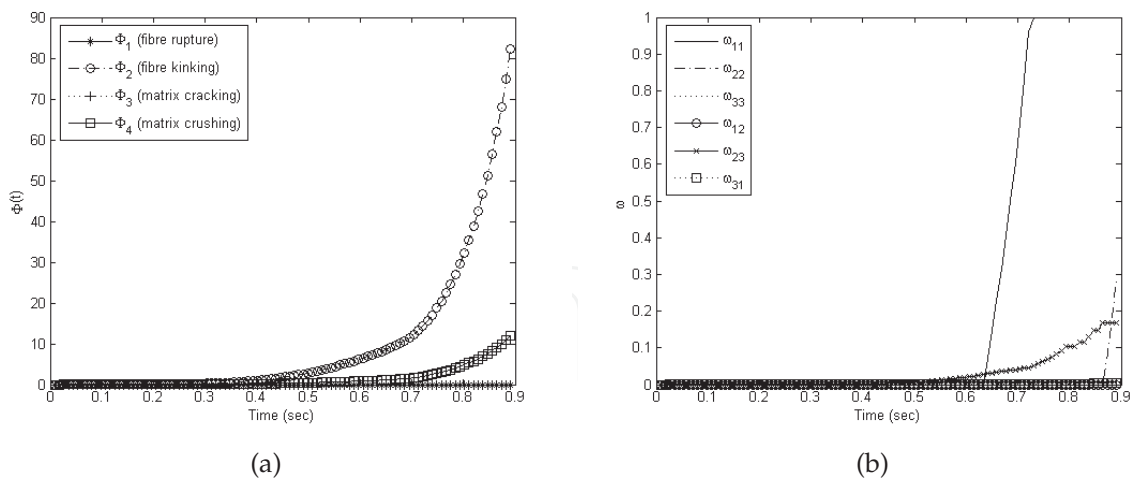 90
80
70
60
50
40
30
20
10
0
Φ(t)
Φ1 (fibre rupture)
Φ2 (fibre kinking)
Φ3 (matrix cracking)
Φ4 (matrix crushing)
0 0.1 0.2 0.3 0.4 0.5 0.6 0.7 0.8 0.9
Time (sec)
(a)
1
0.9
0.8
0.7
0.6
0.5
0.4
0.3
0.2
0.1
0
ω
ω11
ω22
ω33
ω12
ω23
ω31
0 0.1 0.2 0.3 0.4 0.5 0.6 0.7 0.8 0.9
Time (sec)
(b)